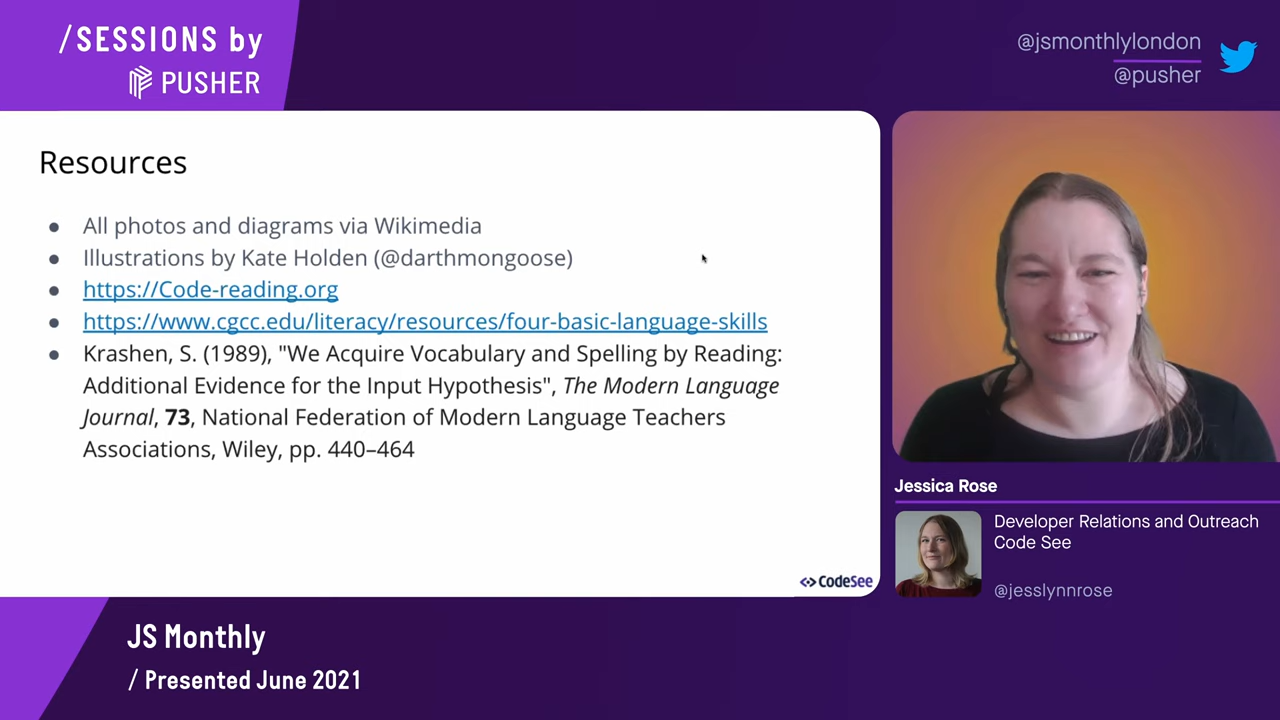 /SESSIONS by
PUSHER
@jsmonthlylondon
@pusher
Resources
● All photos and diagrams via Wikimedia
● Illustrations by Kate Holden (@darthmongoose)
● https://Code-reading.org
● https://www.cgcc.edu/literacy/resources/four-basic-language-skills
● Krashen, S. (1989), "We Acquire Vocabulary and Spelling by Reading:
Additional Evidence for the Input Hypothesis", The Modern Language
Journal, 73, National Federation of Modern Language Teachers
Associations, Wiley, pp. 440–464
CodeSee
Jessica Rose
Developer Relations and Outreach
Code See
@jesslynnrose
JS Monthly
/ Presented June 2021